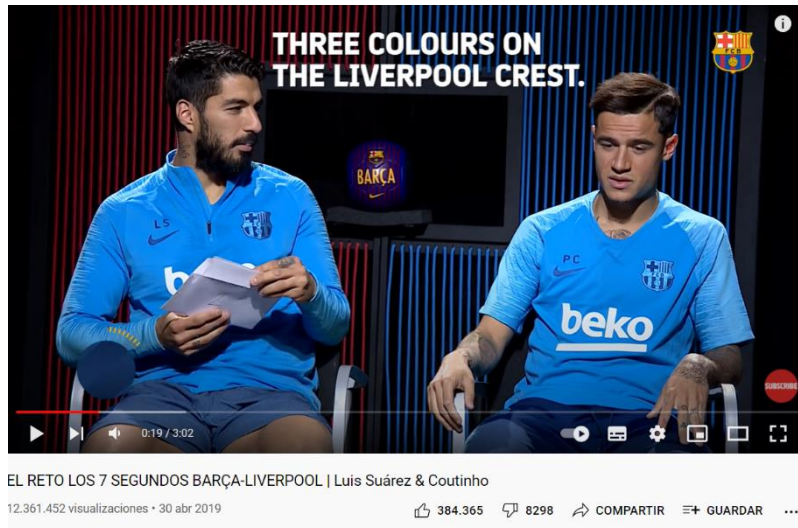 THREE COLOURS ON
THE LIVERPOOL CREST.
i
FCB
BARÇA
LS
PC
beko
SUBSCRIBE
0:19 / 3:02
EL RETO LOS 7 SEGUNDOS BARÇA-LIVERPOOL | Luis Suárez & Coutinho
12.361.452 visualizaciones • 30 abr 2019
384.365 8298 COMPARTIR GUARDAR ...